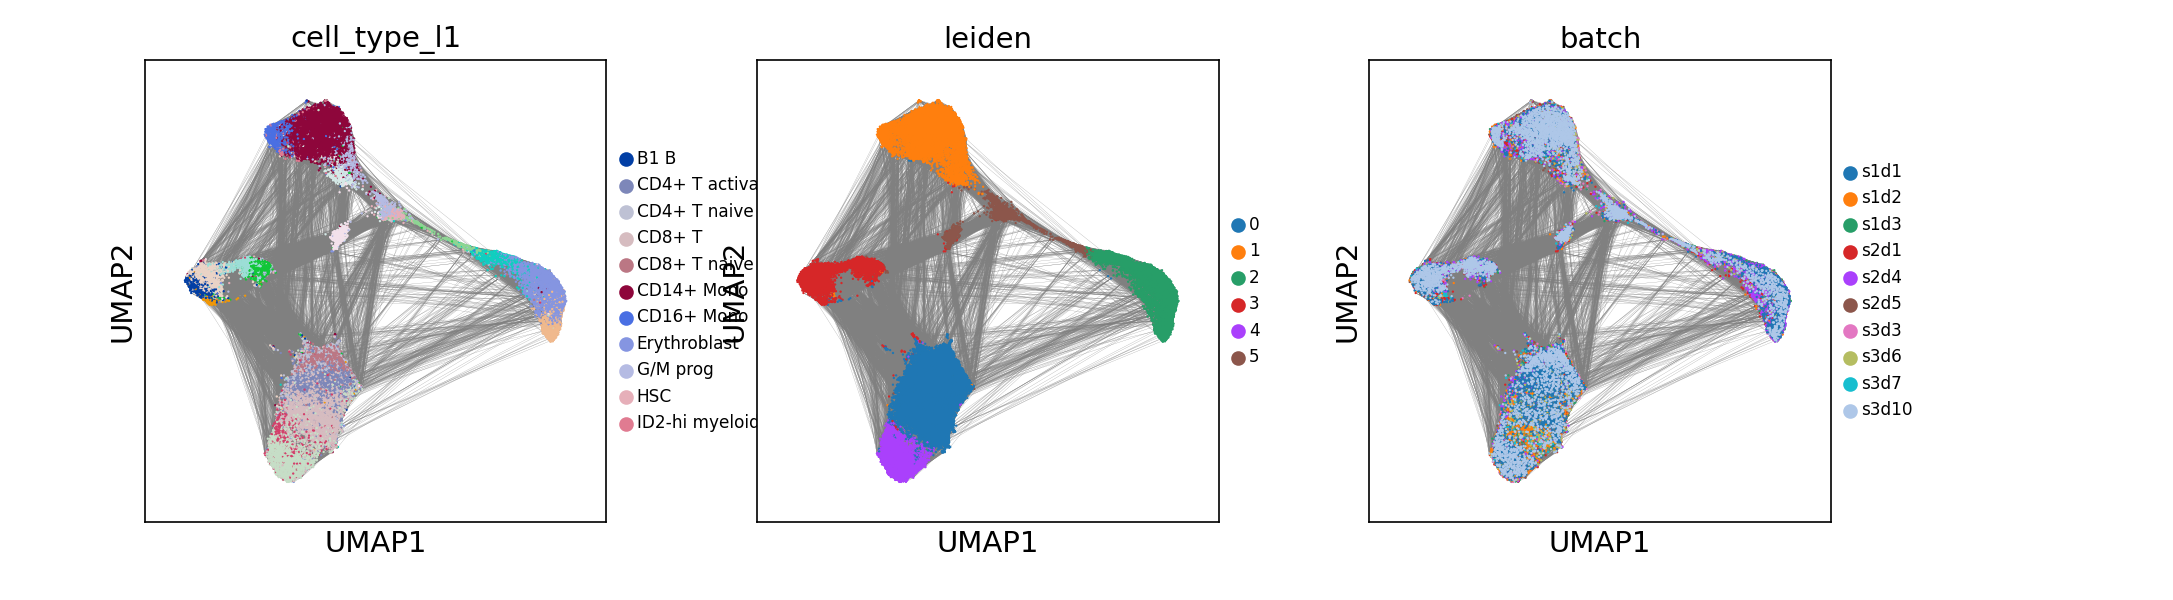 cell_type_l1
leiden
batch
UMAP2
UMAP1
B1 B
CD4+ T activa
CD4+ T naive
CD8+ T
CD8+ T naive
CD14+ Mono
CD16+ Mono
Erythroblast
G/M prog
HSC
ID2-hi myeloid
UMAP2
UMAP1
0
1
2
3
4
5
UMAP2
UMAP1
s1d1
s1d2
s1d3
s2d1
s2d4
s2d5
s3d3
s3d6
s3d7
s3d10